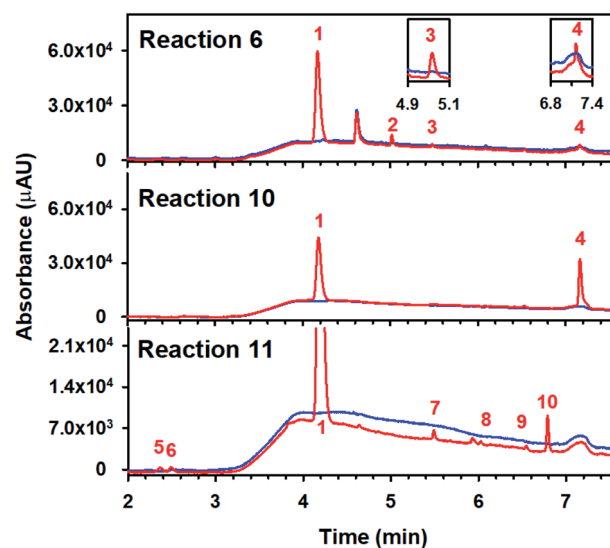 Absorbance (μAU)
Reaction 6
6.0x10⁴
3.0x10⁴
0
1
2
3
4
3
4.9 5.1
4
6.8 7.4
Reaction 10
6.0x10⁴
3.0x10⁴
0
1
4
Reaction 11
2.1x10⁴
1.4x10⁴
7.0x10³
0
5 6
1
7
8
9
10
2 3 4 5 6 7
Time (min)